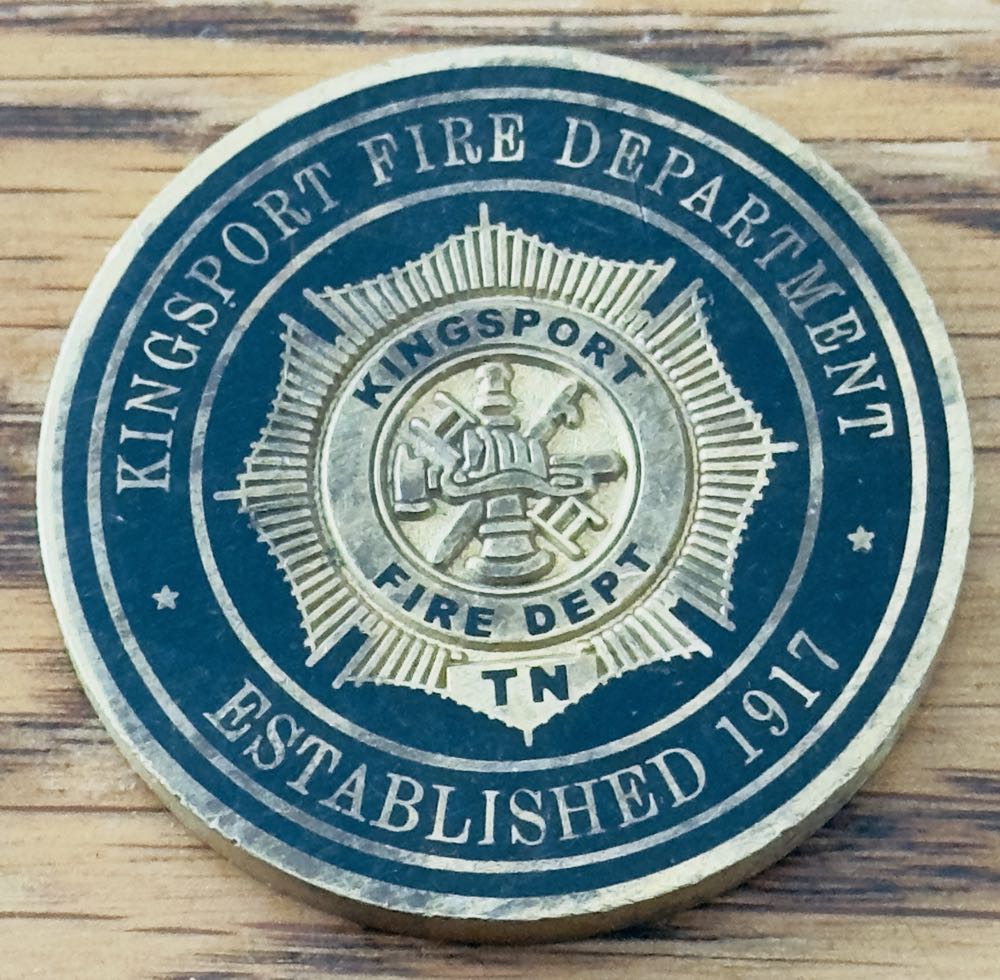 KINGSPORT FIRE DEPARTMENT
KINGSPORT
FIRE DEPT
TN
ESTABLISHED 1917